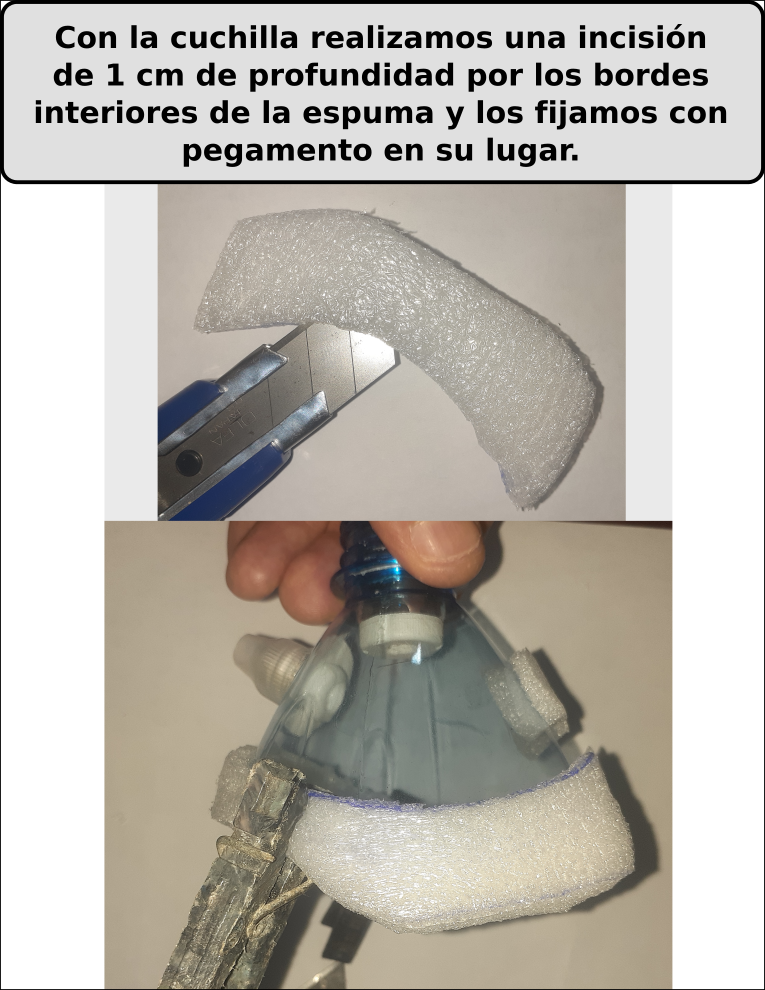 Con la cuchilla realizamos una incisión
de 1 cm de profundidad por los bordes
interiores de la espuma y los fijamos con
pegamento en su lugar.